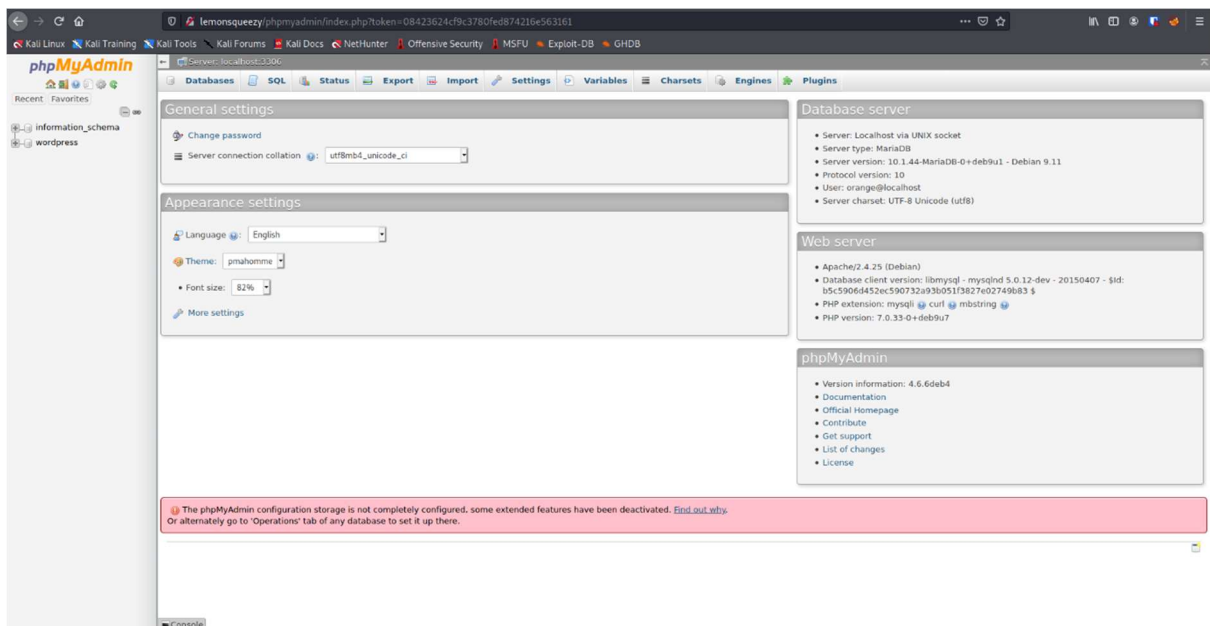 lemonsqueezy/phpmyadmin/index.php?token=08423624cf9c3780fed874216e563161
Kali Linux Kali Training Kali Tools Kali Forums Kali Docs NetHunter Offensive Security MSFU Exploit-DB GHDB
phpMyAdmin
Recent Favorites
information_schema
wordpress
Server: localhost:3306
Databases SQL Status Export Import Settings Variables Charsets Engines Plugins
General settings
Change password
Server connection collation : utf8mb4_unicode_ci
Appearance settings
Language : English
Theme: pmahomme
• Font size: 82%
More settings
Database server
• Server: Localhost via UNIX socket
• Server type: MariaDB
• Server version: 10.1.44-MariaDB-0+deb9u1 - Debian 9.11
• Protocol version: 10
• User: orange@localhost
• Server charset: UTF-8 Unicode (utf8)
Web server
• Apache/2.4.25 (Debian)
• Database client version: libmysql - mysqlnd 5.0.12-dev - 20150407 - $Id:
b5c5906d452ec590732a93b051f3827e02749b83 $
• PHP extension: mysqli curl mbstring
• PHP version: 7.0.33-0+deb9u7
phpMyAdmin
• Version information: 4.6.6deb4
• Documentation
• Official Homepage
• Contribute
• Get support
• List of changes
• License
The phpMyAdmin configuration storage is not completely configured, some extended features have been deactivated. Find out why.
Or alternately go to 'Operations' tab of any database to set it up there.
Console